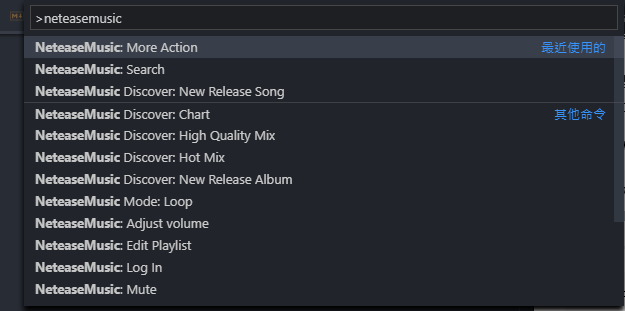 >neteasemusic
NeteaseMusic: More Action 最近使用的
NeteaseMusic: Search
NeteaseMusic Discover: New Release Song
NeteaseMusic Discover: Chart 其他命令
NeteaseMusic Discover: High Quality Mix
NeteaseMusic Discover: Hot Mix
NeteaseMusic Discover: New Release Album
NeteaseMusic Mode: Loop
NeteaseMusic: Adjust volume
NeteaseMusic: Edit Playlist
NeteaseMusic: Log In
NeteaseMusic: Mute